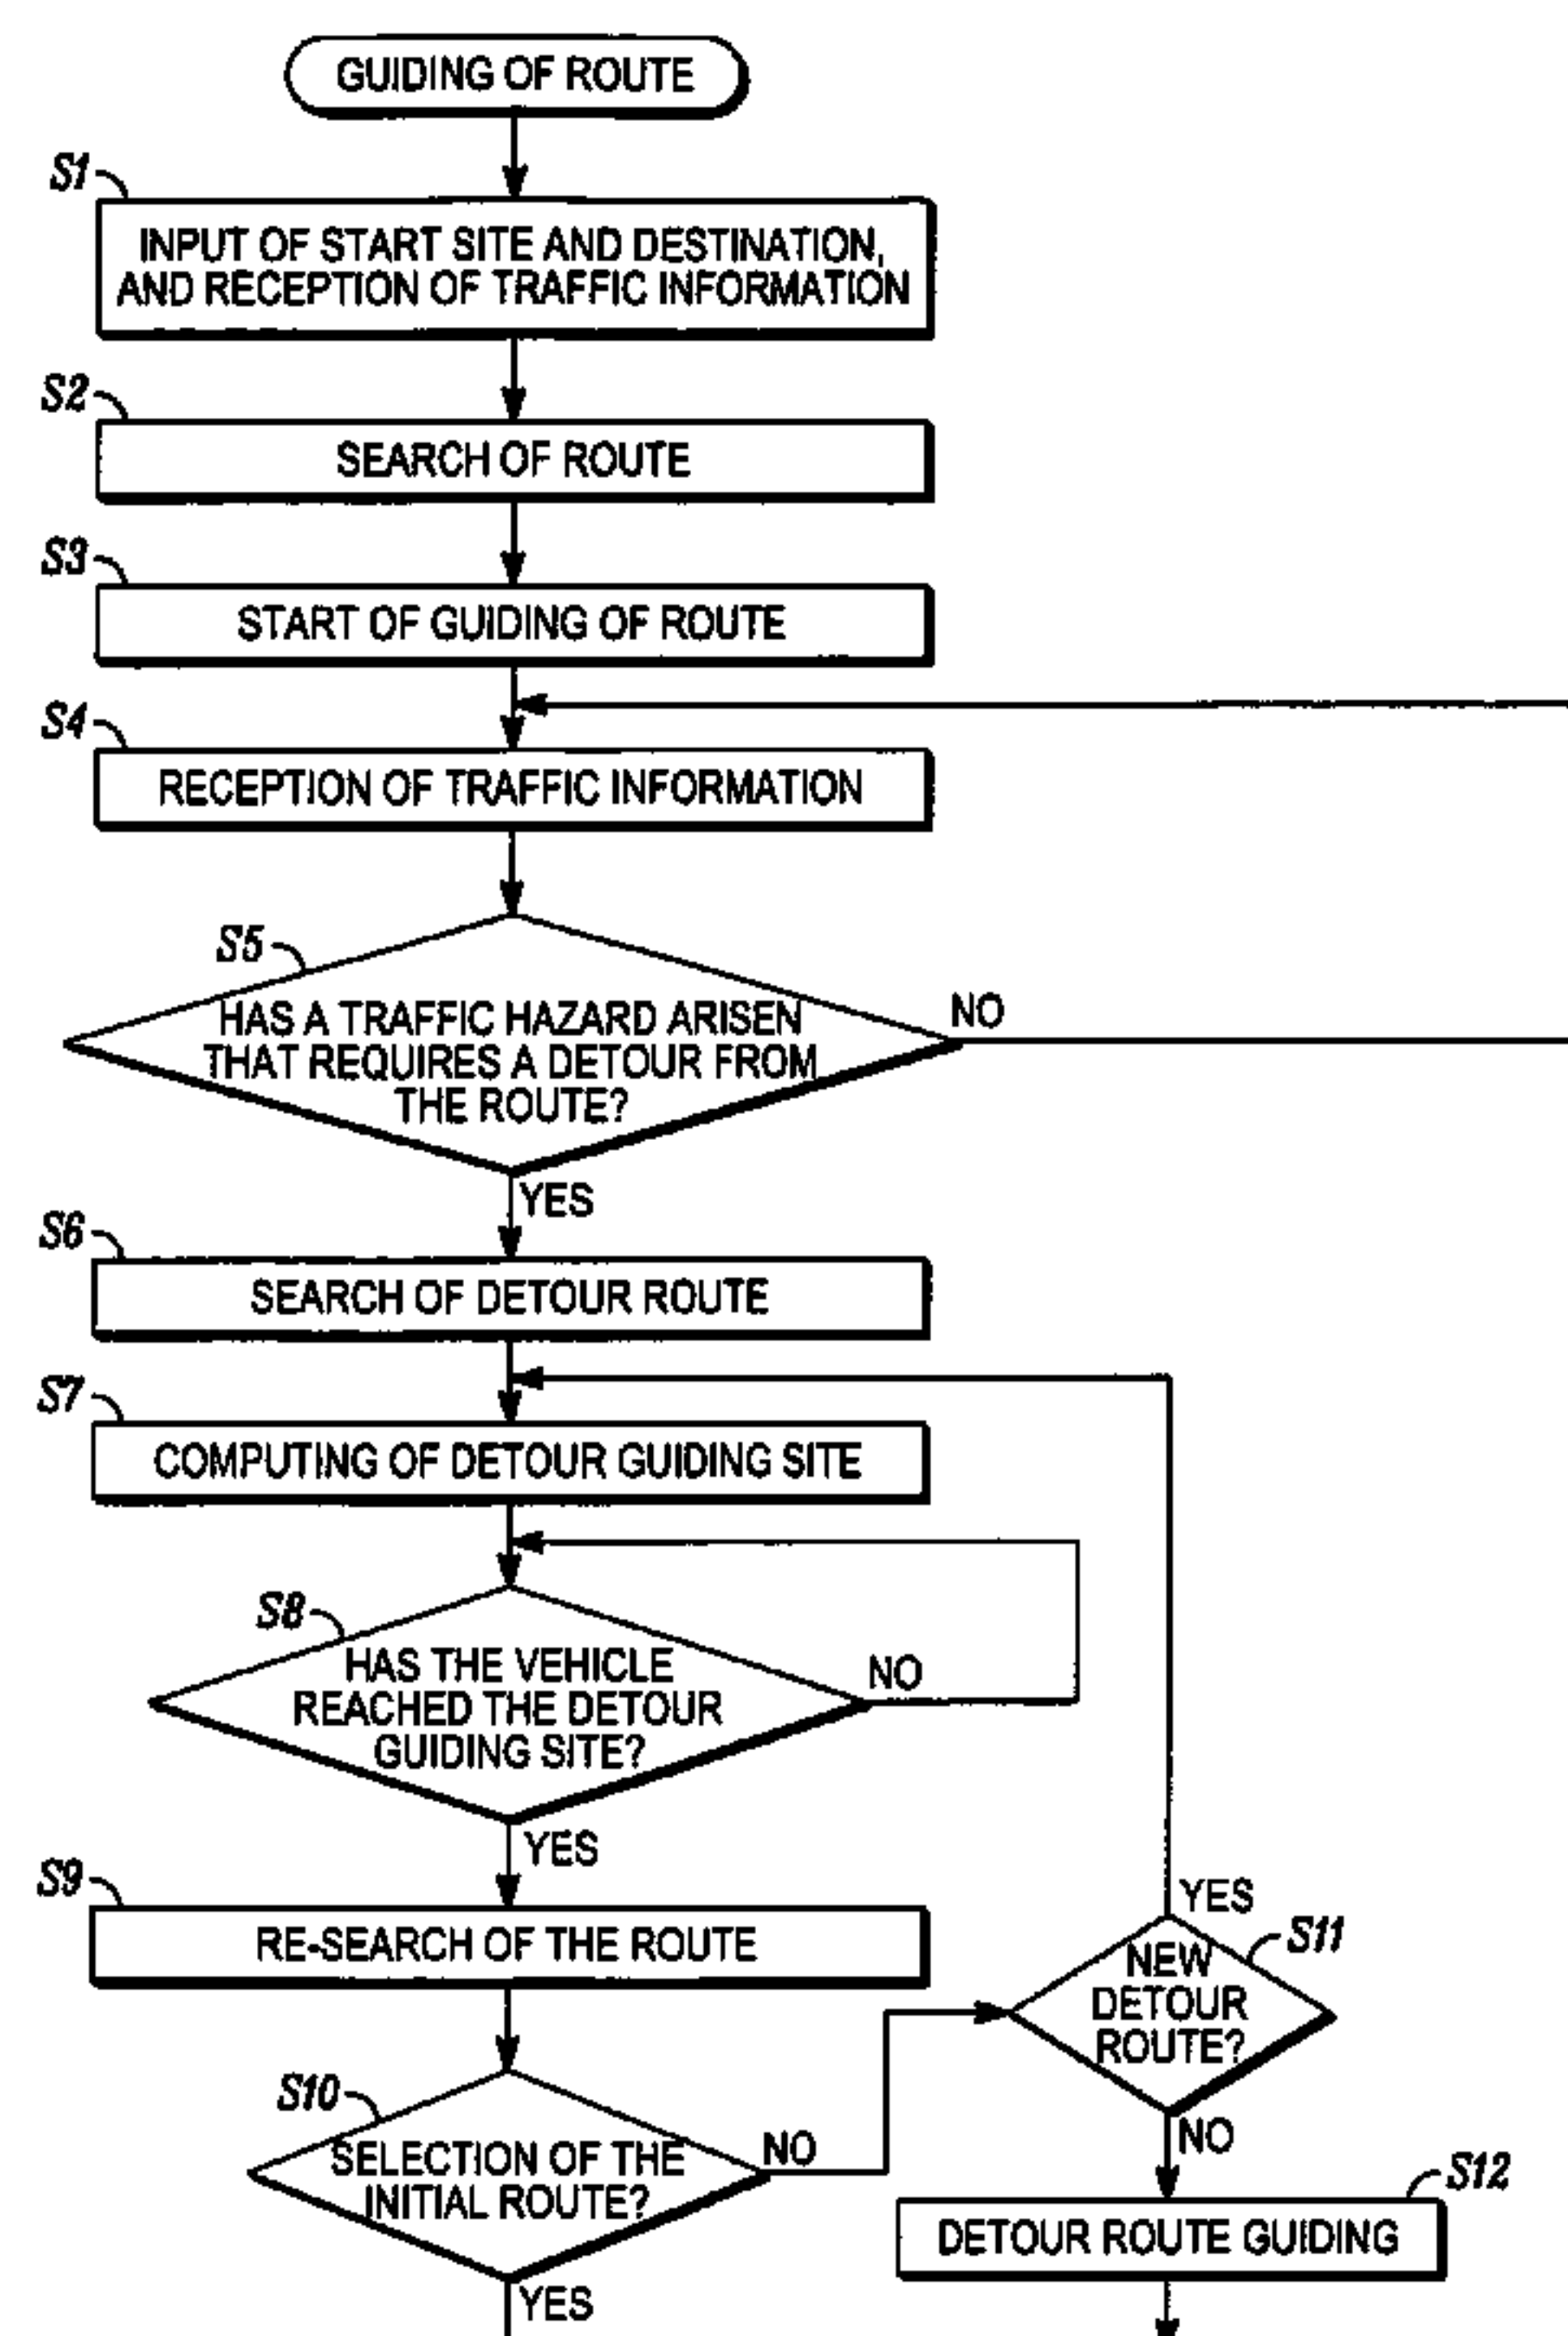 GUIDING OF ROUTE
S1
INPUT OF START SITE AND DESTINATION,
AND RECEPTION OF TRAFFIC INFORMATION
S2
SEARCH OF ROUTE
S3
START OF GUIDING OF ROUTE
S4
RECEPTION OF TRAFFIC INFORMATION
S5
HAS A TRAFFIC HAZARD ARISEN
THAT REQUIRES A DETOUR FROM
THE ROUTE?
NO
YES
S6
SEARCH OF DETOUR ROUTE
S7
COMPUTING OF DETOUR GUIDING SITE
S8
HAS THE VEHICLE
REACHED THE DETOUR
GUIDING SITE?
NO
YES
S9
RE-SEARCH OF THE ROUTE
YES
S11
NEW
DETOUR
ROUTE?
NO
S10
SELECTION OF THE
INITIAL ROUTE?
NO
YES
S12
DETOUR ROUTE GUIDING